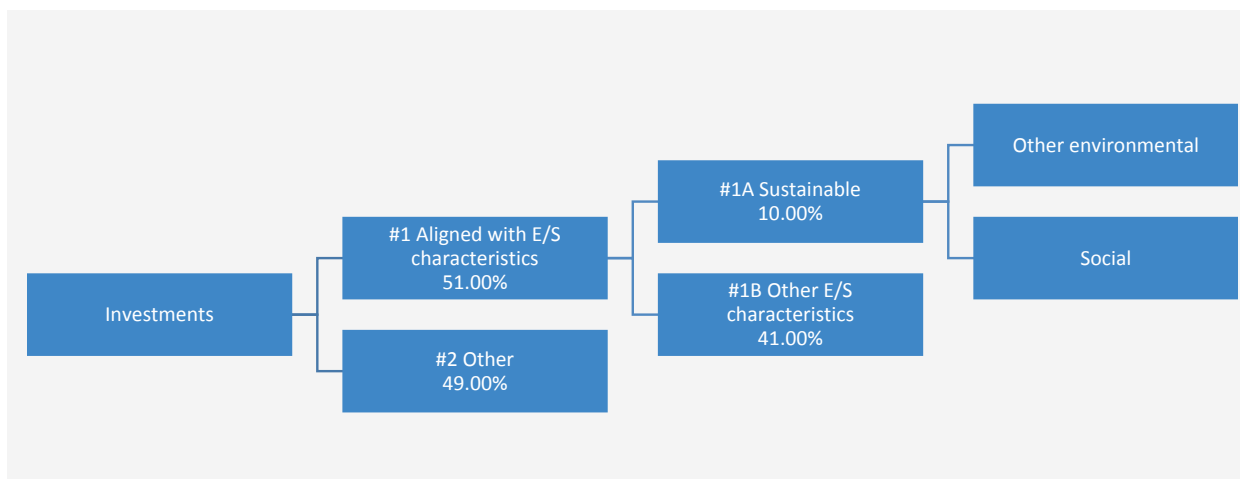 Investments
#1 Aligned with E/S
characteristics
51.00%
#2 Other
49.00%
#1A Sustainable
10.00%
#1B Other E/S
characteristics
41.00%
Other environmental
Social